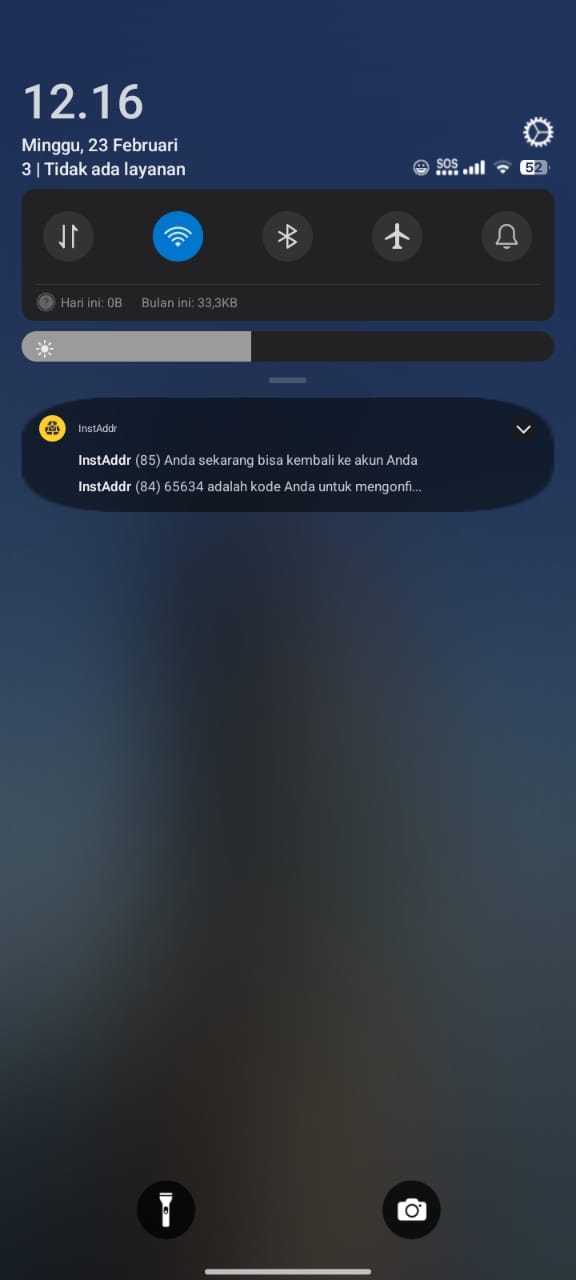 12.16
Minggu, 23 Februari
3 | Tidak ada layanan
SOS
52
Hari ini: 0B Bulan ini: 33,3KB
InstAddr
InstAddr (85) Anda sekarang bisa kembali ke akun Anda
InstAddr (84) 65634 adalah kode Anda untuk mengonfi...